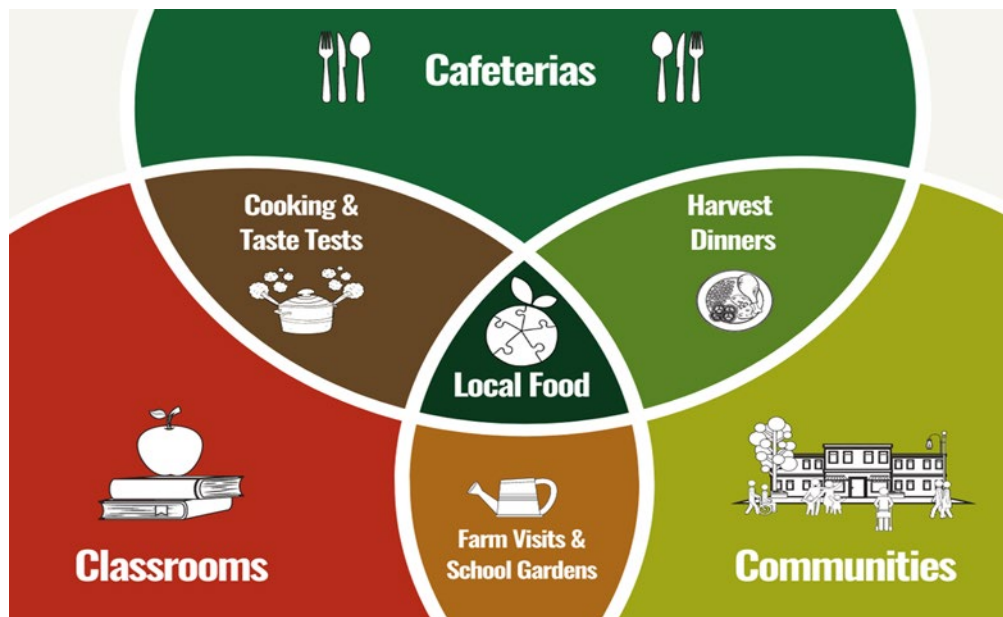 Cafeterias
Cooking &
Taste Tests
Harvest
Dinners
Local Food
Classrooms
Farm Visits &
School Gardens
Communities